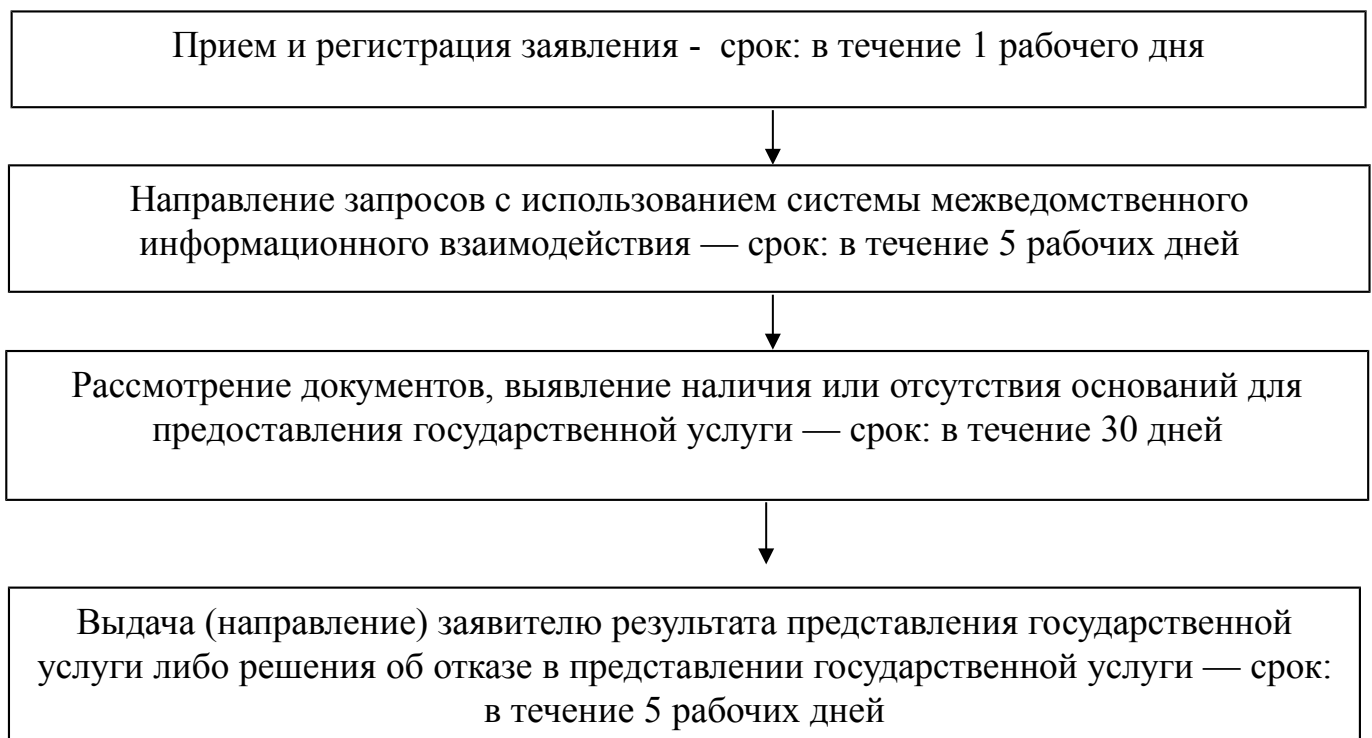 Прием и регистрация заявления -  срок: в течение 1 рабочего дня
Направление запросов с использованием системы межведомственного
информационного взаимодействия — срок: в течение 5 рабочих дней
Рассмотрение документов, выявление наличия или отсутствия оснований для
предоставления государственной услуги — срок: в течение 30 дней
Выдача (направление) заявителю результата представления государственной
услуги либо решения об отказе в представлении государственной услуги — срок:
в течение 5 рабочих дней